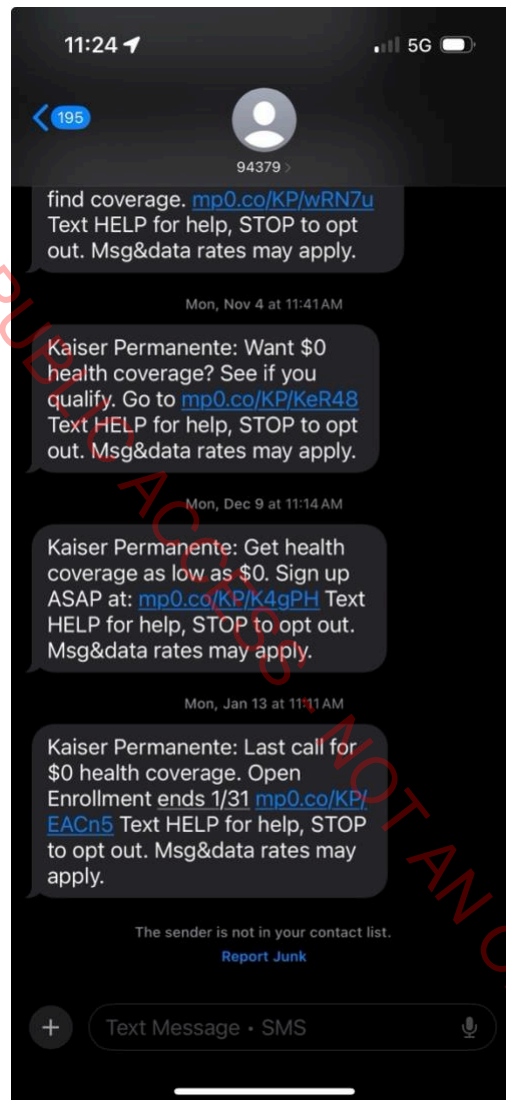 11:24
5G
195
94379
find coverage. mp0.co/KP/wRN7u
Text HELP for help, STOP to opt
out. Msg&data rates may apply.
Mon, Nov 4 at 11:41 AM
Kaiser Permanente: Want $0
health coverage? See if you
qualify. Go to mp0.co/KP/KeR48
Text HELP for help, STOP to opt
out. Msg&data rates may apply.
Mon, Dec 9 at 11:14 AM
Kaiser Permanente: Get health
coverage as low as $0. Sign up
ASAP at: mp0.co/KP/K4gPH Text
HELP for help, STOP to opt out.
Msg&data rates may apply.
Mon, Jan 13 at 11:11 AM
Kaiser Permanente: Last call for
$0 health coverage. Open
Enrollment ends 1/31 mp0.co/KP/
EACn5 Text HELP for help, STOP
to opt out. Msg&data rates may
apply.
The sender is not in your contact list.
Report Junk
Text Message • SMS
PUBLIC ACCESS - NOT AN